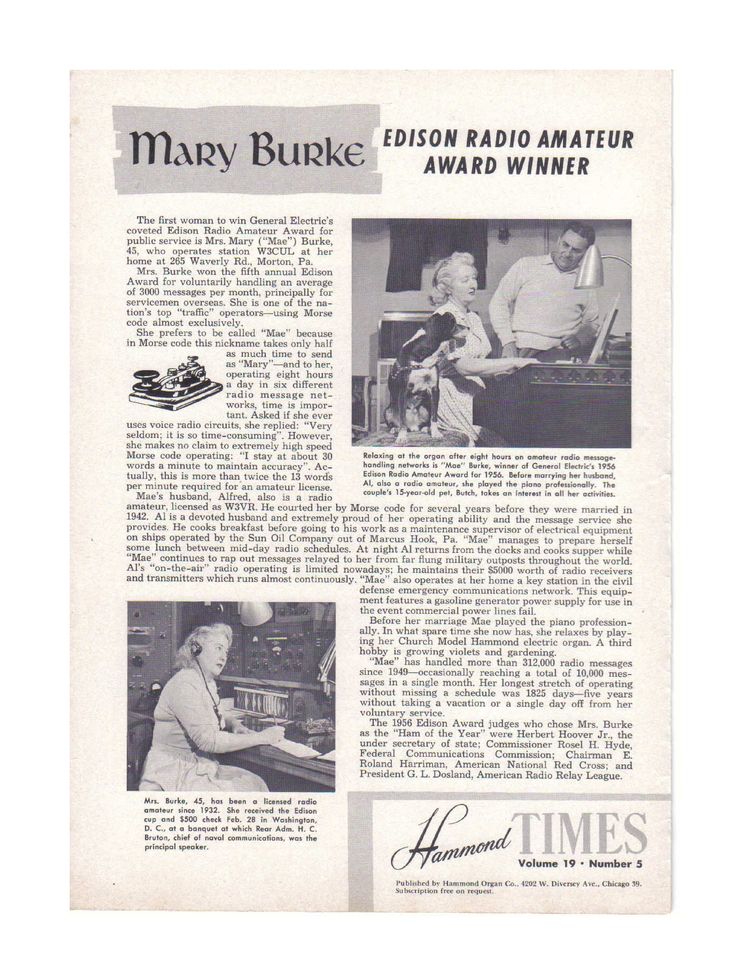 Mary Burke
EDISON RADIO AMATEUR
AWARD WINNER
The first woman to win General Electric's
coveted Edison Radio Amateur Award for
public service is Mrs. Mary ("Mae") Burke,
45, who operates station W3CUL at her
home at 265 Waverly Rd., Morton, Pa.
Mrs. Burke won the fifth annual Edison
Award for voluntarily handling an average
of 3000 messages per month, principally for
servicemen overseas. She is one of the na-
tion's top "traffic" operators—using Morse
code almost exclusively.
She prefers to be called "Mae" because
in Morse code this nickname takes only half
as much time to send
as "Mary"—and to her,
operating eight hours
a day in six different
radio message net-
works, time is impor-
tant. Asked if she ever
uses voice radio circuits, she replied: "Very
seldom; it is so time-consuming". However,
she makes no claim to extremely high speed
Morse code operating: "I stay at about 30
words a minute to maintain accuracy". Ac-
tually, this is more than twice the 13 words
per minute required for an amateur license.
Mae's husband, Alfred, also is a radio
amateur, licensed as W3VR. He courted her by Morse code for several years before they were married in
1942. Al is a devoted husband and extremely proud of her operating ability and the message service she
provides. He cooks breakfast before going to his work as a maintenance supervisor of electrical equipment
on ships operated by the Sun Oil Company out of Marcus Hook, Pa. "Mae" manages to prepare herself
some lunch between mid-day radio schedules. At night Al returns from the docks and cooks supper while
"Mae" continues to rap out messages relayed to her from far flung military outposts throughout the world.
Al's "on-the-air" radio operating is limited nowadays; he maintains their $5000 worth of radio receivers
and transmitters which runs almost continuously. "Mae" also operates at her home a key station in the civil
defense emergency communications network. This equip-
ment features a gasoline generator power supply for use in
the event commercial power lines fail.
Before her marriage Mae played the piano profession-
ally. In what spare time she now has, she relaxes by play-
ing her Church Model Hammond electric organ. A third
hobby is growing violets and gardening.
"Mae" has handled more than 312,000 radio messages
since 1949—occasionally reaching a total of 10,000 mes-
sages in a single month. Her longest stretch of operating
without missing a schedule was 1825 days—five years
without taking a vacation or a single day off from her
voluntary service.
The 1956 Edison Award judges who chose Mrs. Burke
as the "Ham of the Year" were Herbert Hoover Jr., the
under secretary of state; Commissioner Rosel H. Hyde,
Federal Communications Commission; Chairman E.
Roland Harriman, American National Red Cross; and
President G. L. Dosland, American Radio Relay League.
Relaxing at the organ after eight hours on amateur radio message-
handling networks is "Mae" Burke, winner of General Electric's 1956
Edison Radio Amateur Award for 1956. Before marrying her husband,
Al, also a radio amateur, she played the piano professionally. The
couple's 15-year-old pet, Butch, takes an interest in all her activities.
Mrs. Burke, 45, has been a licensed radio
amateur since 1932. She received the Edison
cup and $500 check Feb. 28 in Washington,
D. C., at a banquet at which Rear Adm. H. C.
Bruton, chief of naval communications, was the
principal speaker.
Hammond TIMES
Volume 19 • Number 5
Published by Hammond Organ Co., 4202 W. Diversey Ave., Chicago 39.
Subscription free on request.